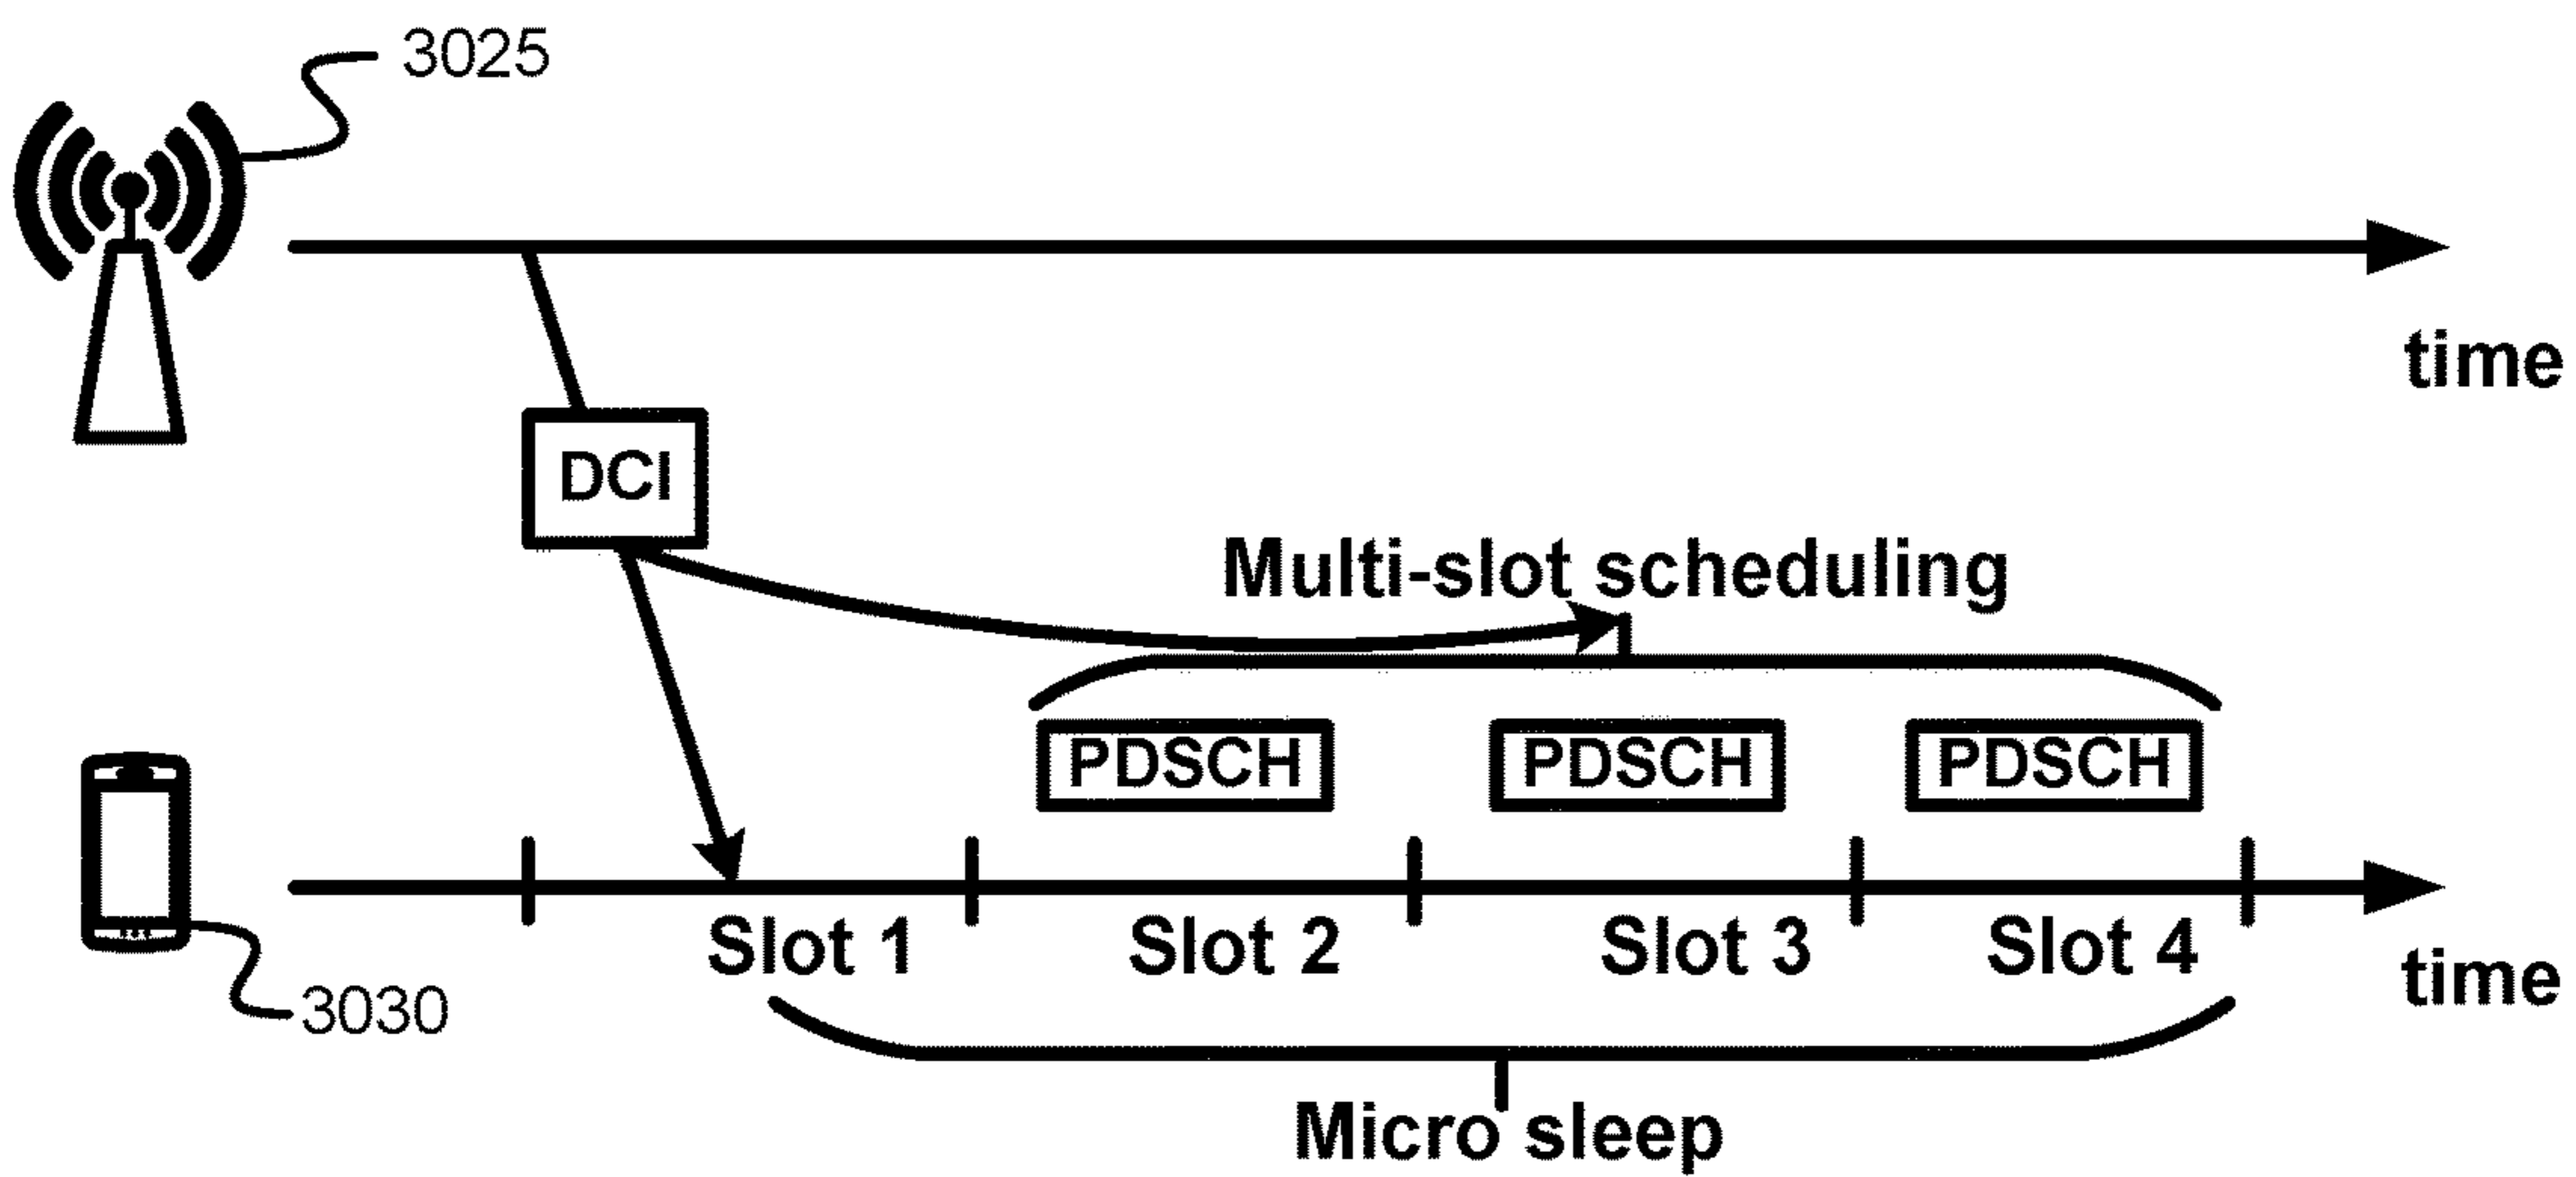 3025
time
DCI
Multi-slot scheduling
PDSCH PDSCH PDSCH
Slot 1 Slot 2 Slot 3 Slot 4
time
3030
Micro sleep